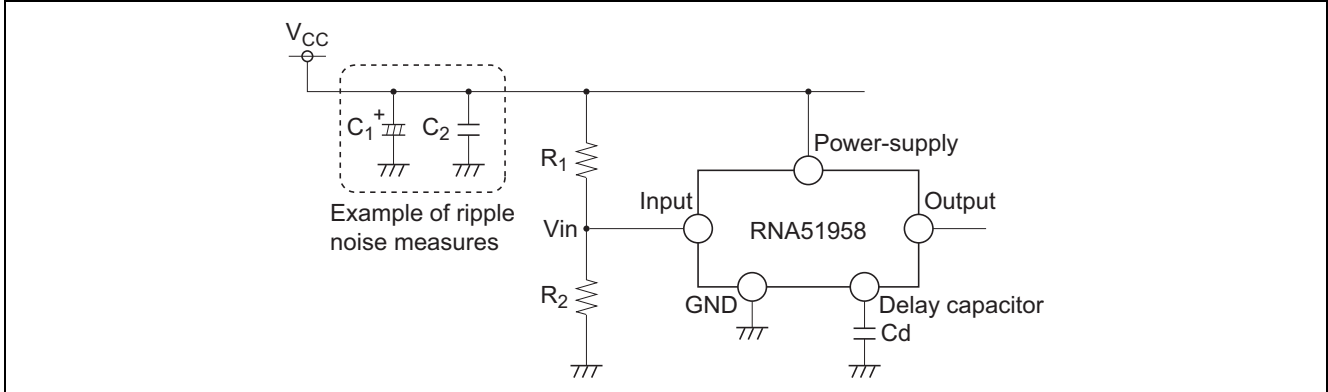 VCC
C1
+
C2
Example of ripple
noise measures
R1
Vin
R2
Power-supply
Input
Output
RNA51958
GND
Delay capacitor
Cd